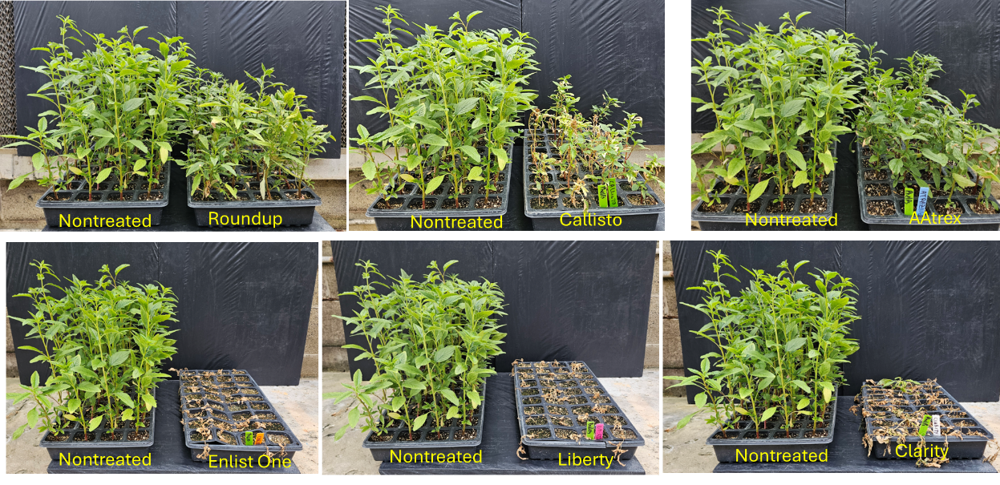 Nontreated
Roundup
Nontreated
Callisto
Nontreated
AAtrex
Nontreated
Enlist One
Nontreated
Liberty
Nontreated
Clarity